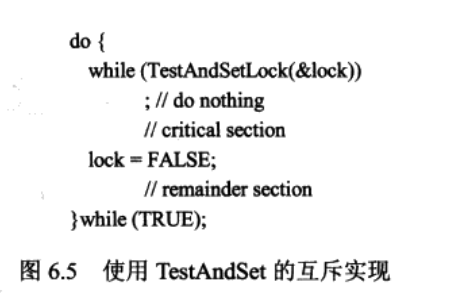 do {
while (TestAndSetLock(&lock))
; // do nothing
// critical section
lock = FALSE;
// remainder section
}while (TRUE);
图 6.5 使用 TestAndSet 的互斥实现